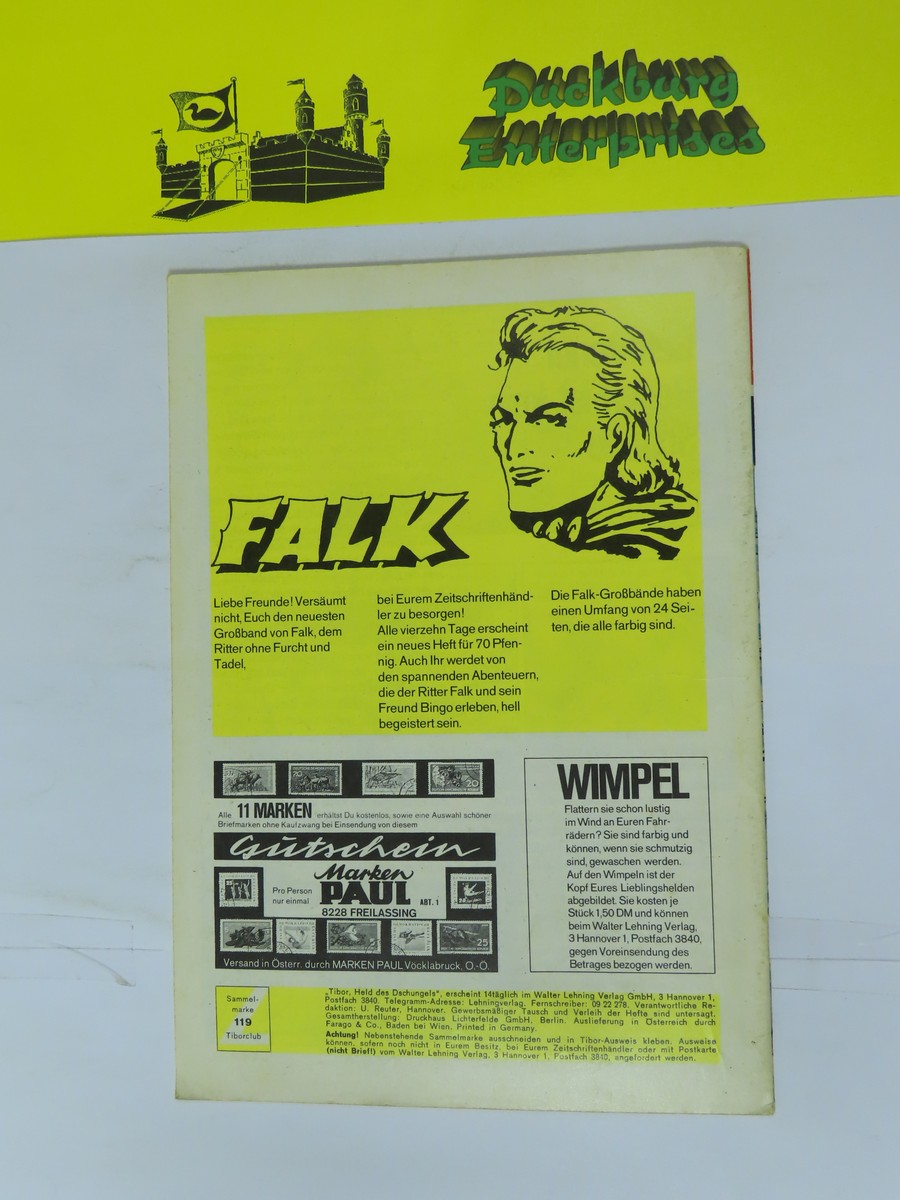 Duckburg
Enterprises
FALK
Liebe Freunde! Versäumt
nicht, Euch den neuesten
Großband von Falk, dem
Ritter ohne Furcht und
Tadel,
bei Eurem Zeitschriftenhänd-
ler zu besorgen!
Alle vierzehn Tage erscheint
ein neues Heft für 70 Pfen-
nig. Auch Ihr werdet von
den spannenden Abenteuern,
die der Ritter Falk und sein
Freund Bingo erleben, hell
begeistert sein.
Die Falk-Großbände haben
einen Umfang von 24 Sei-
ten, die alle farbig sind.
Alle 11 MARKEN erhältst Du kostenlos, sowie eine Auswahl schöner
Briefmarken ohne Kaufzwang bei Einsendung von diesem
Gutschein
Pro Person
nur einmal
Marken
PAUL ABT. 1
8228 FREILASSING
Versand in Österr. durch MARKEN PAUL Vöcklabruck, O.-Ö.
WIMPEL
Flattern sie schon lustig
im Wind an Euren Fahr-
rädern? Sie sind farbig und
können, wenn sie schmutzig
sind, gewaschen werden.
Auf den Wimpeln ist der
Kopf Eures Lieblingshelden
abgebildet. Sie kosten je
Stück 1,50 DM und können
beim Walter Lehning Verlag,
3 Hannover 1, Postfach 3840,
gegen Voreinsendung des
Betrages bezogen werden.
Sammel-
marke
119
Tiborclub
„Tibor, Held des Dschungels", erscheint 14täglich im Walter Lehning Verlag GmbH, 3 Hannover 1,
Postfach 3840. Telegramm-Adresse: Lehningverlag. Fernschreiber: 09 22 278. Verantwortliche Re-
daktion: U. Reuter, Hannover. Gewerbsmäßiger Tausch und Verleih der Hefte sind untersagt.
Gesamtherstellung: Druckhaus Lichterfelde GmbH, Berlin. Auslieferung in Österreich durch
Farago & Co., Baden bei Wien. Printed in Germany.
Achtung! Nebenstehende Sammelmarke ausschneiden und in Tibor-Ausweis kleben. Ausweise
können, sofern noch nicht in Eurem Besitz, bei Eurem Zeitschriftenhändler oder mit Postkarte
(nicht Brief!) vom Walter Lehning Verlag, 3 Hannover 1, Postfach 3840, angefordert werden.